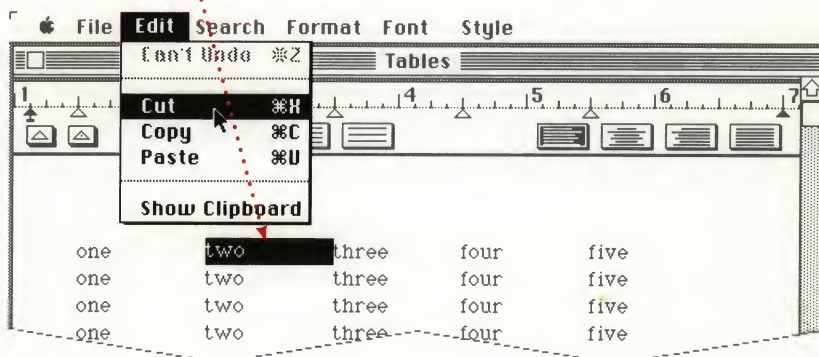 File Edit Search Format Font Style
Can't Undo ⌘Z
Tables
1 4 5 6 7
Cut ⌘X
Copy ⌘C
Paste ⌘V
Show Clipboard
one two three four five
one two three four five
one two three four five
one two three four five